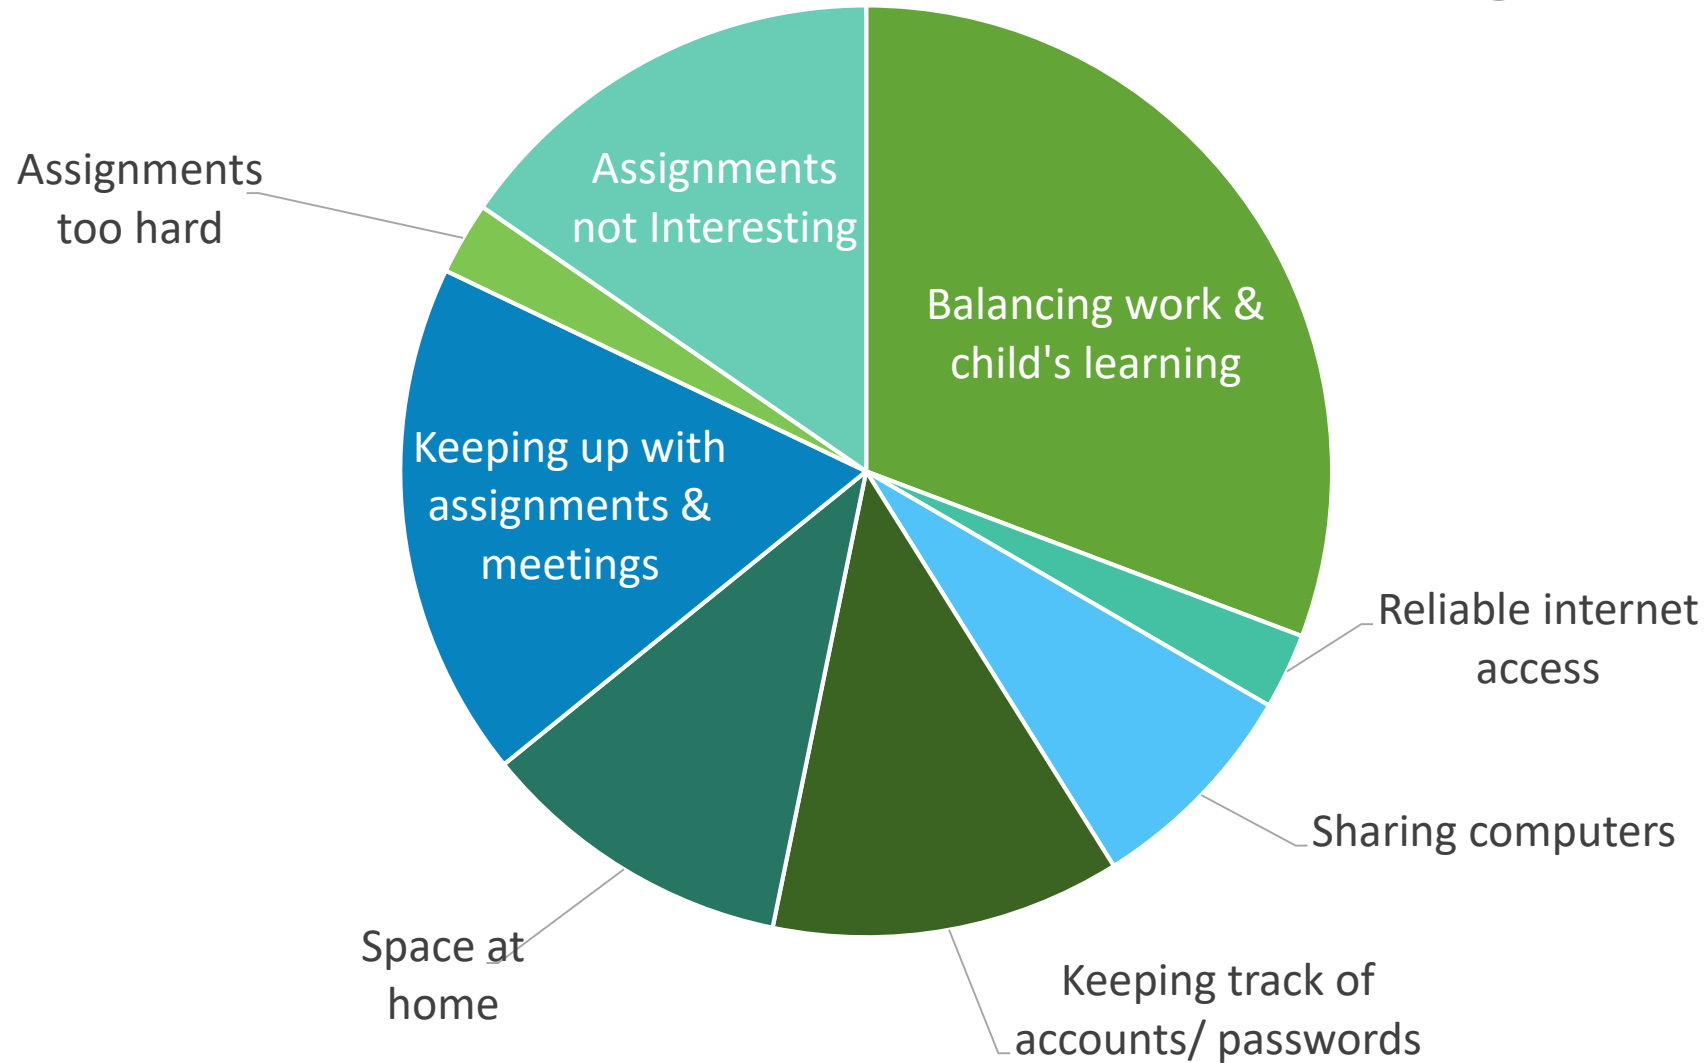 Assignments
too hard
Assignments
not Interesting
Balancing work &
child's learning
Keeping up with
assignments &
meetings
Reliable internet
access
Sharing computers
Space at
home
Keeping track of
accounts/ passwords